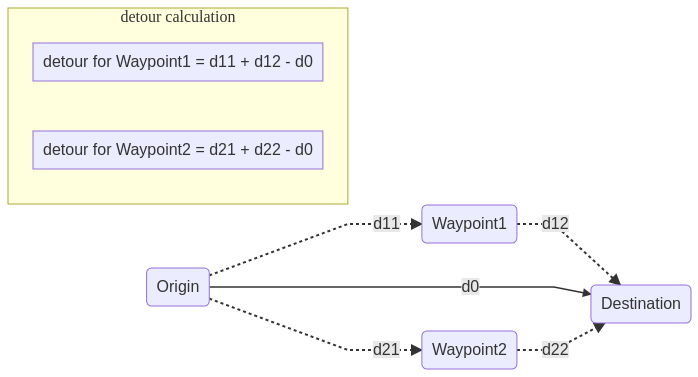 detour calculation
detour for Waypoint1 = d11 + d12 - d0
detour for Waypoint2 = d21 + d22 - d0
d11
Waypoint1
d12
Origin
d0
Destination
d21
Waypoint2
d22